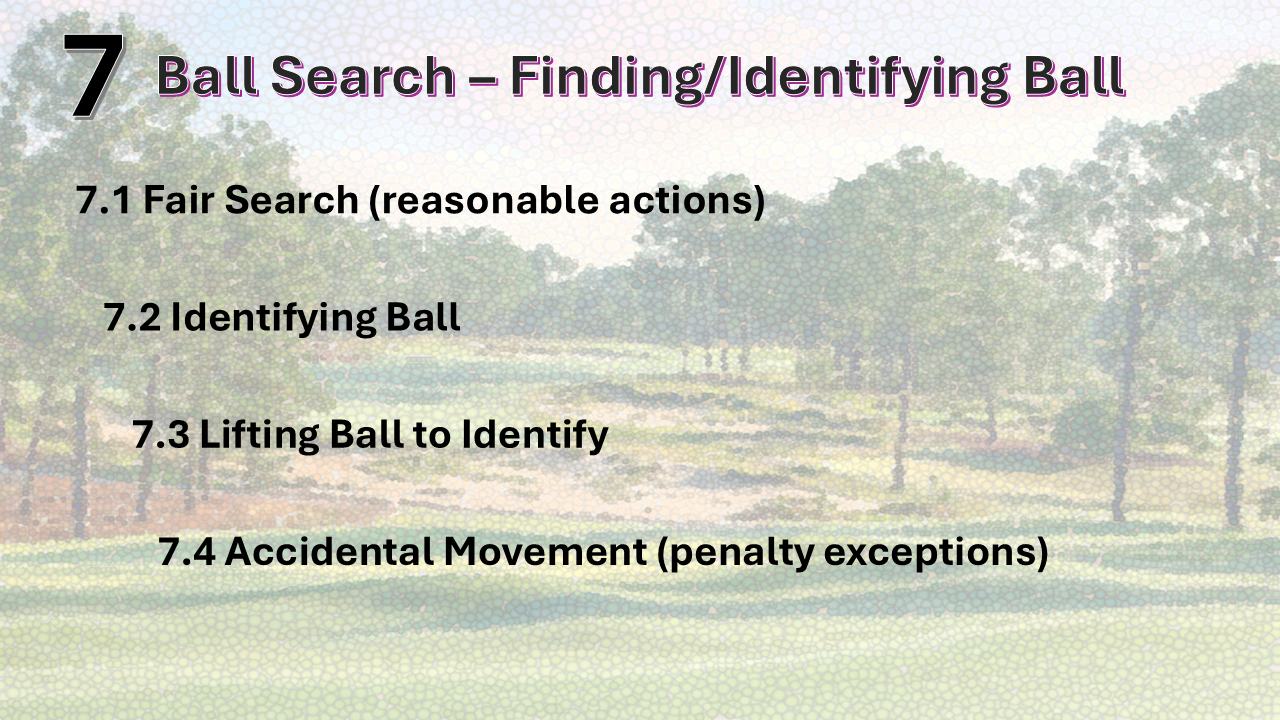 7 Ball Search – Finding/Identifying Ball
7.1 Fair Search (reasonable actions)
7.2 Identifying Ball
7.3 Lifting Ball to Identify
7.4 Accidental Movement (penalty exceptions)